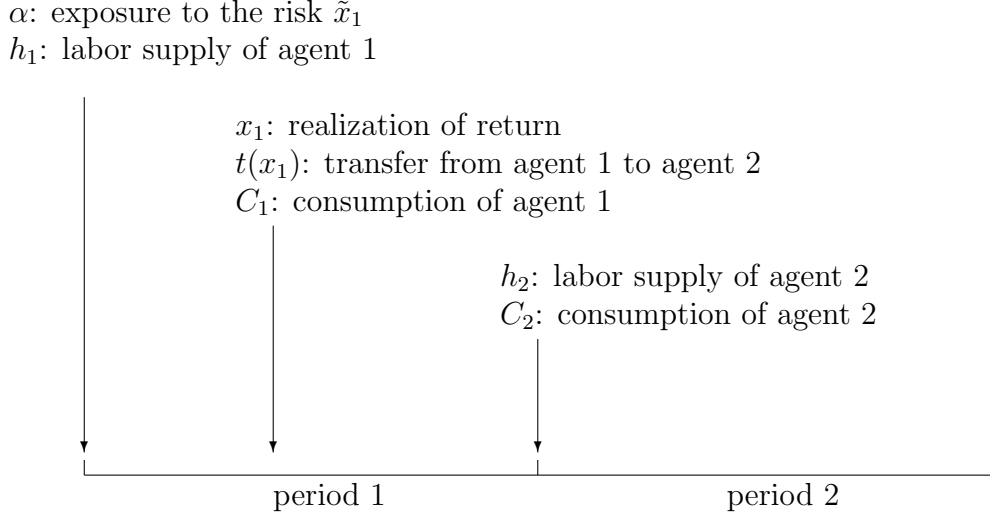 α: exposure to the risk x̃₁
h₁: labor supply of agent 1
x₁: realization of return
t(x₁): transfer from agent 1 to agent 2
C₁: consumption of agent 1
h₂: labor supply of agent 2
C₂: consumption of agent 2
period 1 period 2